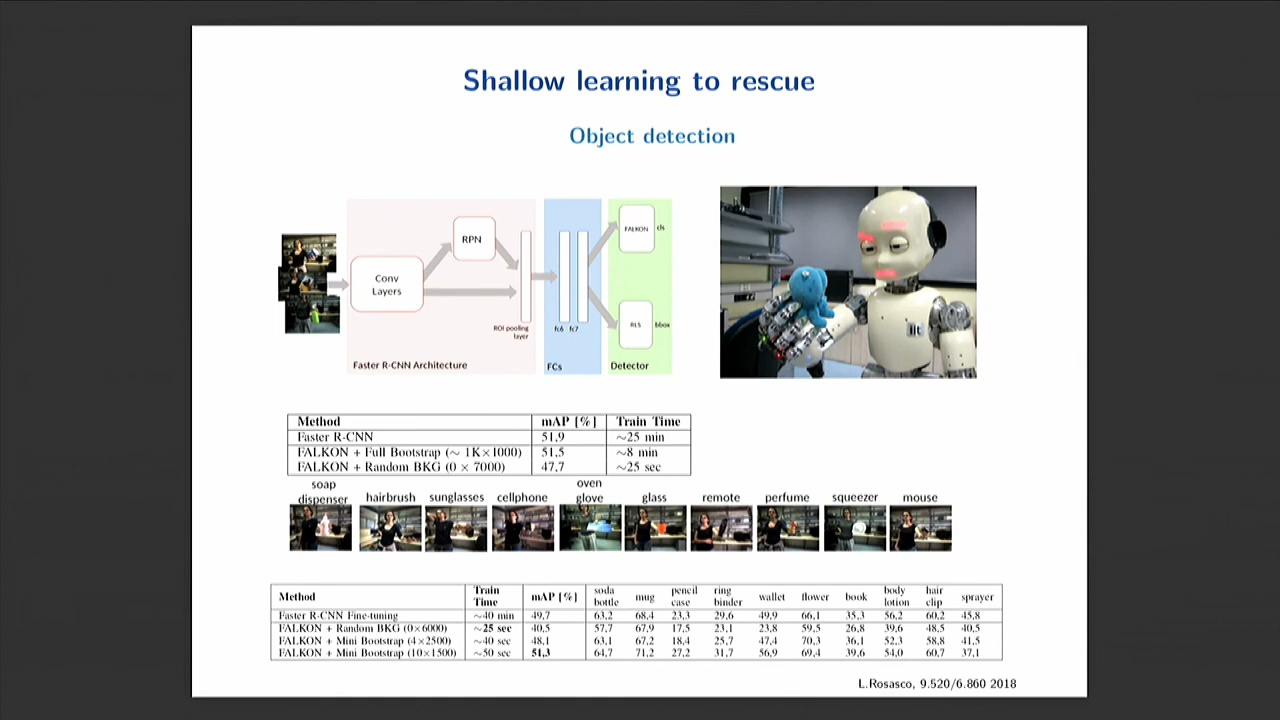 Shallow learning to rescue
Object detection
Conv
Layers
RPN
ROI pooling
layer
Faster R-CNN Architecture
fc6 fc7
FCs
FALKON cls
RLS bbox
Detector
Method mAP [%] Train Time
Faster R-CNN 51,9 ~25 min
FALKON + Full Bootstrap (~ 1K×1000) 51,5 ~8 min
FALKON + Random BKG (0 × 7000) 47,7 ~25 sec
soap
dispenser
hairbrush
sunglasses
cellphone
oven
glove
glass
remote
perfume
squeezer
mouse
Method Train Time mAP [%] soda bottle mug pencil case ring binder wallet flower book body lotion hair clip sprayer
Faster R-CNN Fine-tuning ~40 min 49,7 63,2 68,4 23,3 29,6 49,9 66,1 35,3 56,2 60,2 45,8
FALKON + Random BKG (0×6000) ~25 sec 40,5 57,7 67,9 17,5 23,1 23,8 59,5 26,8 39,6 48,5 40,5
FALKON + Mini Bootstrap (4×2500) ~40 sec 48,1 63,1 67,2 18,4 25,7 47,4 70,3 36,1 52,3 58,8 41,5
FALKON + Mini Bootstrap (10×1500) ~50 sec 51,3 64,7 71,2 27,2 31,7 56,9 69,4 39,6 54,0 60,7 37,1
L.Rosasco, 9.520/6.860 2018